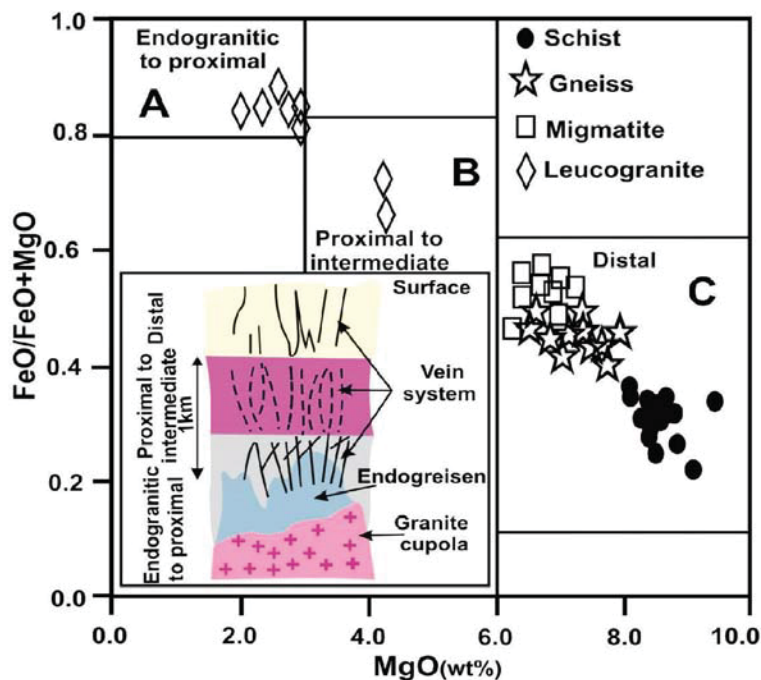 1.0
0.8
0.6
0.4
0.2
0.0
FeO/FeO+MgO
Endogranitic
to proximal
A
B
Proximal to
intermediate
Schist
Gneiss
Migmatite
Leucogranite
Distal
C
Surface
Vein
system
Endogreisen
Granite
cupola
Distal
Proximal to
intermediate
1km
Endogranitic
to proximal
0.0
2.0
4.0
6.0
8.0
10.0
MgO(wt%)